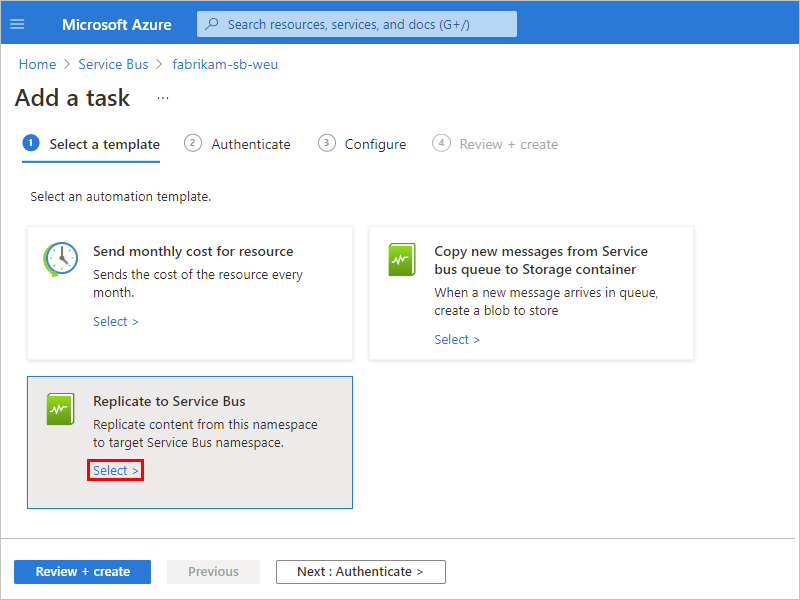 Microsoft Azure
Search resources, services, and docs (G+/)
Home > Service Bus > fabrikam-sb-weu
Add a task ...
1 Select a template 2 Authenticate 3 Configure 4 Review + create
Select an automation template.
Send monthly cost for resource
Sends the cost of the resource every
month.
Select >
Copy new messages from Service
bus queue to Storage container
When a new message arrives in queue,
create a blob to store
Select >
Replicate to Service Bus
Replicate content from this namespace
to target Service Bus namespace.
Select >
Review + create Previous Next : Authenticate >